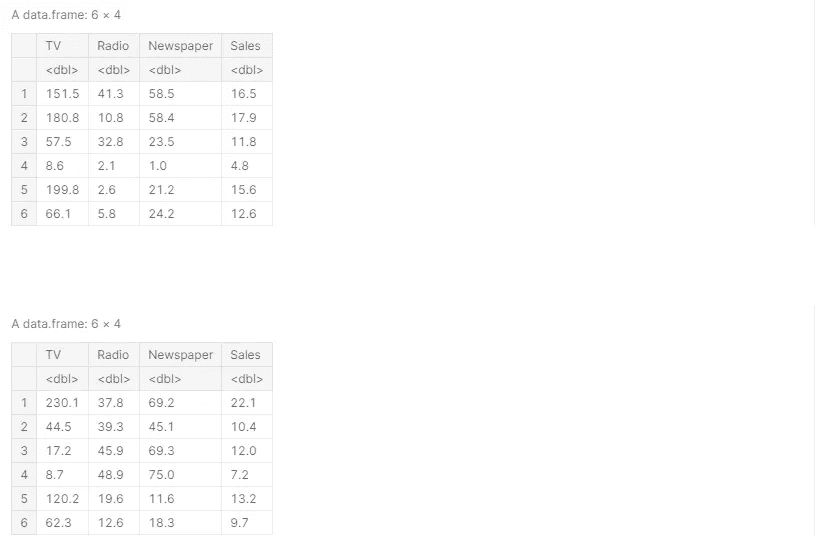 A data.frame: 6 × 4
TV Radio Newspaper Sales
<dbl> <dbl> <dbl> <dbl>
1 151.5 41.3 58.5 16.5
2 180.8 10.8 58.4 17.9
3 57.5 32.8 23.5 11.8
4 8.6 2.1 1.0 4.8
5 199.8 2.6 21.2 15.6
6 66.1 5.8 24.2 12.6
A data.frame: 6 × 4
TV Radio Newspaper Sales
<dbl> <dbl> <dbl> <dbl>
1 230.1 37.8 69.2 22.1
2 44.5 39.3 45.1 10.4
3 17.2 45.9 69.3 12.0
4 8.7 48.9 75.0 7.2
5 120.2 19.6 11.6 13.2
6 62.3 12.6 18.3 9.7